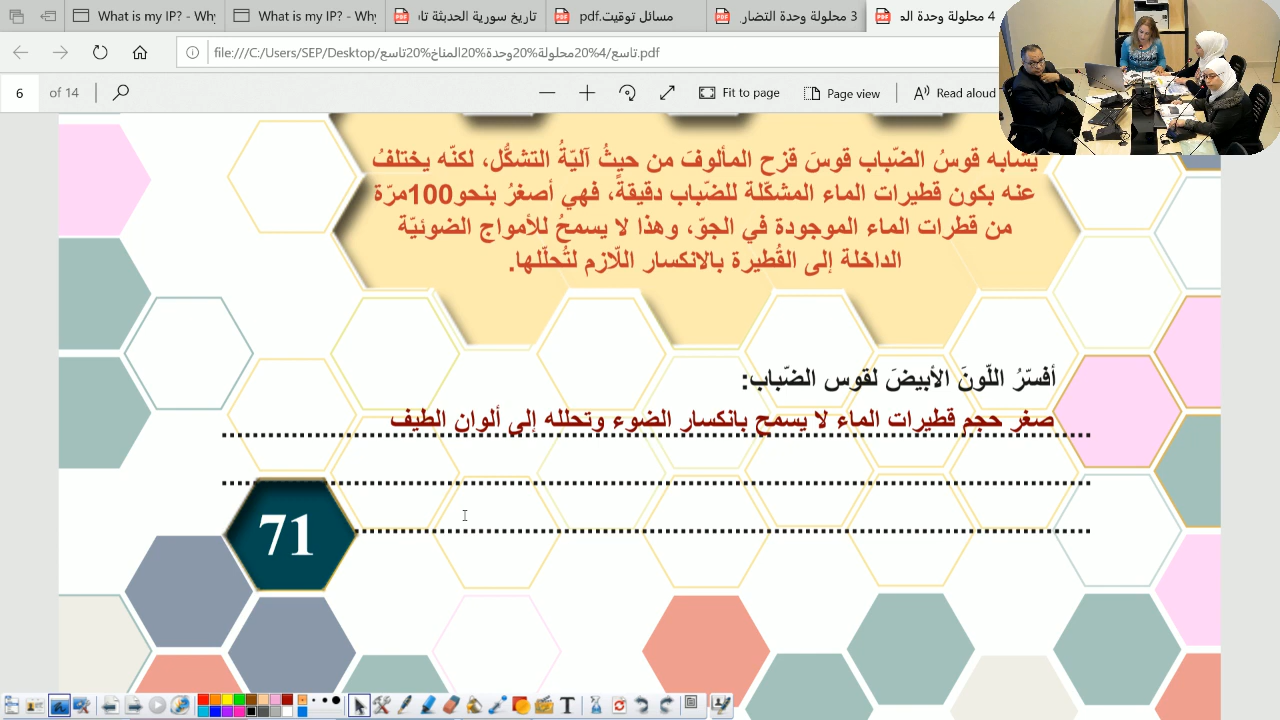 What is my IP? - Why
What is my IP? - Why
تاريخ سورية الحديثة تا
مسائل توقيت.pdf
3 محلولة وحدة التضار
4 محلولة وحدة الم
file:///C:/Users/SEP/Desktop/تاسع%20المناخ%20وحدة%20محلولة%204/تاسع.pdf
6 of 14
Fit to page
Page view
Read aloud
يشابه قوسُ الضّباب قوسَ قزح المألوفَ من حيثُ آليّةُ التشكّل، لكنّه يختلفُ
عنه بكون قطيرات الماء المشكّلة للضّباب دقيقةً، فهي أصغرُ بنحو100مرّة
من قطرات الماء الموجودة في الجوّ، وهذا لا يسمحُ للأمواج الضوئيّة
الداخلة إلى القُطيرة بالانكسار اللّازم لتُحلّلها.
أفسّرُ اللّونَ الأبيضَ لقوس الضّباب:
صغر حجم قطيرات الماء لا يسمح بانكسار الضوء وتحلله إلى ألوان الطيف
71